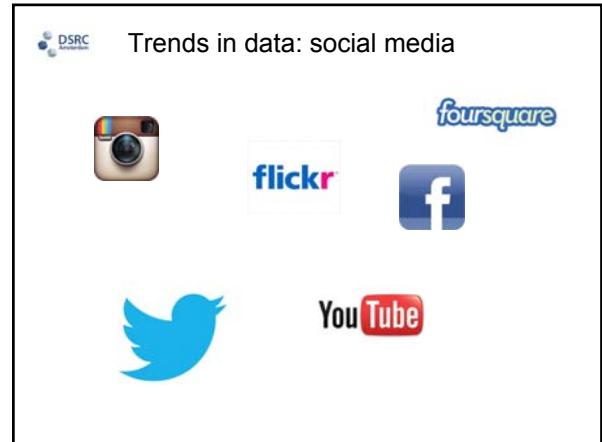 DSRC
Amsterdam
Trends in data: social media
foursquare
flickr
f
You Tube